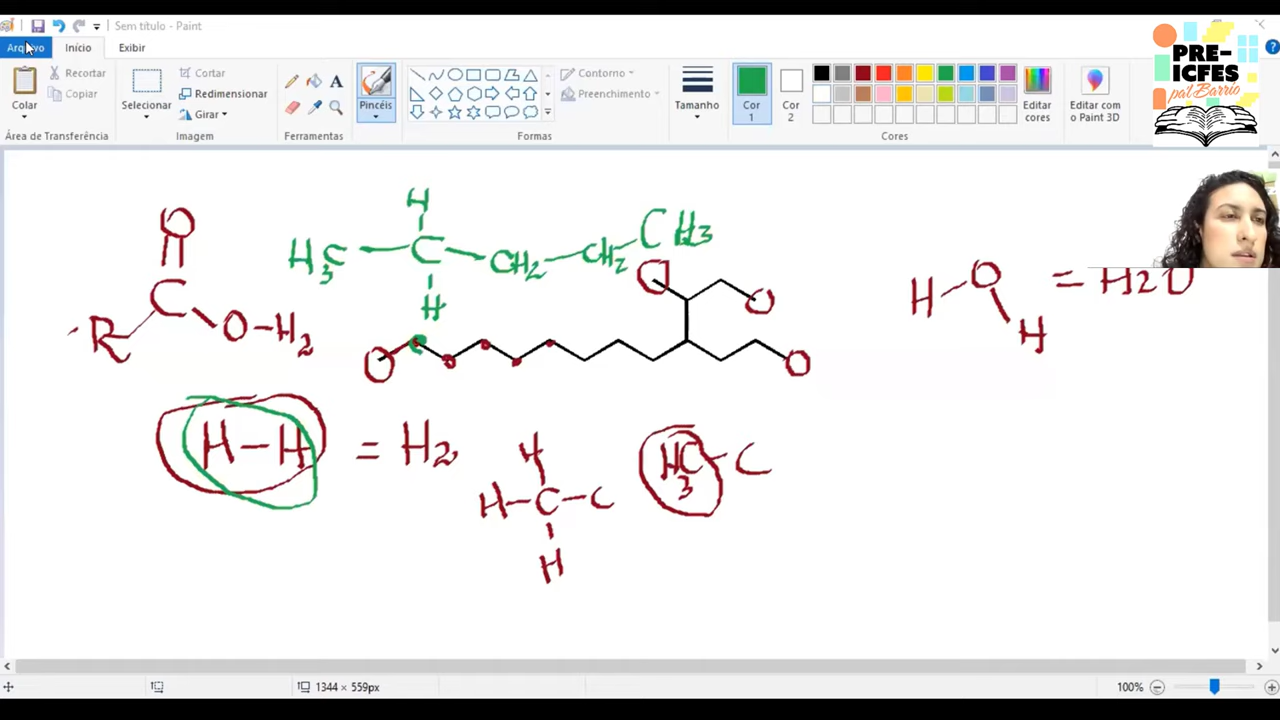 Sem título - Paint
Arquivo Início Exibir
Colar
Recortar
Copiar
Área de Transferência
Selecionar
Cortar
Redimensionar
Girar
Imagem
A
Ferramentas
Pincéis
Contorno
Preenchimento
Formas
Tamanho
Cor 1
Cor 2
Editar cores
Editar com o Paint 3D
Cores
PRE-
ICFES
pal' Barrio
?
H
H3C C CH2 CH2 CH3
H
O
C
R O-H2
O
O
O
O
H O = H2O
H
H-H = H2
H
H-C-C
H
H3C-C
1344 × 559px
100%